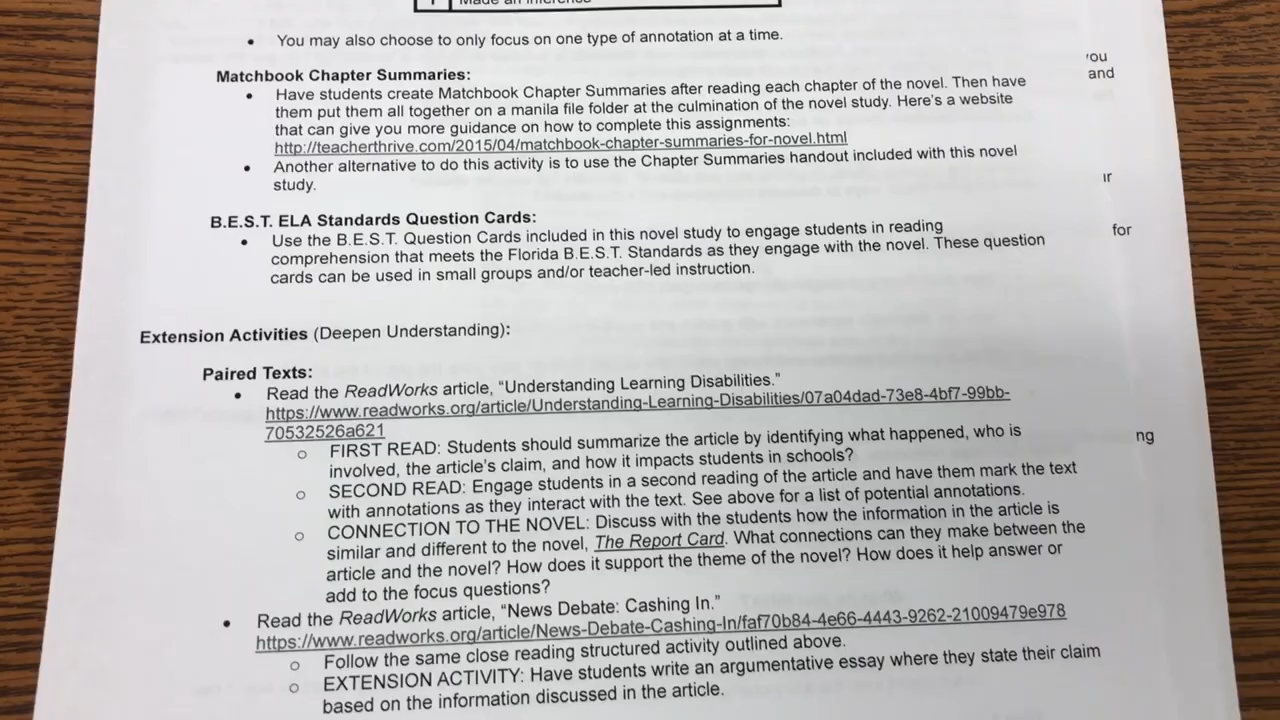 Made an inference
• You may also choose to only focus on one type of annotation at a time.
Matchbook Chapter Summaries:
• Have students create Matchbook Chapter Summaries after reading each chapter of the novel. Then have
them put them all together on a manila file folder at the culmination of the novel study. Here's a website
that can give you more guidance on how to complete this assignments:
http://teacherthrive.com/2015/04/matchbook-chapter-summaries-for-novel.html
• Another alternative to do this activity is to use the Chapter Summaries handout included with this novel
study.
B.E.S.T. ELA Standards Question Cards:
• Use the B.E.S.T. Question Cards included in this novel study to engage students in reading
comprehension that meets the Florida B.E.S.T. Standards as they engage with the novel. These question
cards can be used in small groups and/or teacher-led instruction.
Extension Activities (Deepen Understanding):
Paired Texts:
• Read the ReadWorks article, “Understanding Learning Disabilities.”
https://www.readworks.org/article/Understanding-Learning-Disabilities/07a04dad-73e8-4bf7-99bb-
70532526a621
o FIRST READ: Students should summarize the article by identifying what happened, who is
involved, the article's claim, and how it impacts students in schools?
o SECOND READ: Engage students in a second reading of the article and have them mark the text
with annotations as they interact with the text. See above for a list of potential annotations.
o CONNECTION TO THE NOVEL: Discuss with the students how the information in the article is
similar and different to the novel, The Report Card. What connections can they make between the
article and the novel? How does it support the theme of the novel? How does it help answer or
add to the focus questions?
• Read the ReadWorks article, “News Debate: Cashing In.”
https://www.readworks.org/article/News-Debate-Cashing-In/faf70b84-4e66-4443-9262-21009479e978
o Follow the same close reading structured activity outlined above.
o EXTENSION ACTIVITY: Have students write an argumentative essay where they state their claim
based on the information discussed in the article.
ou
and
ir
for
ng